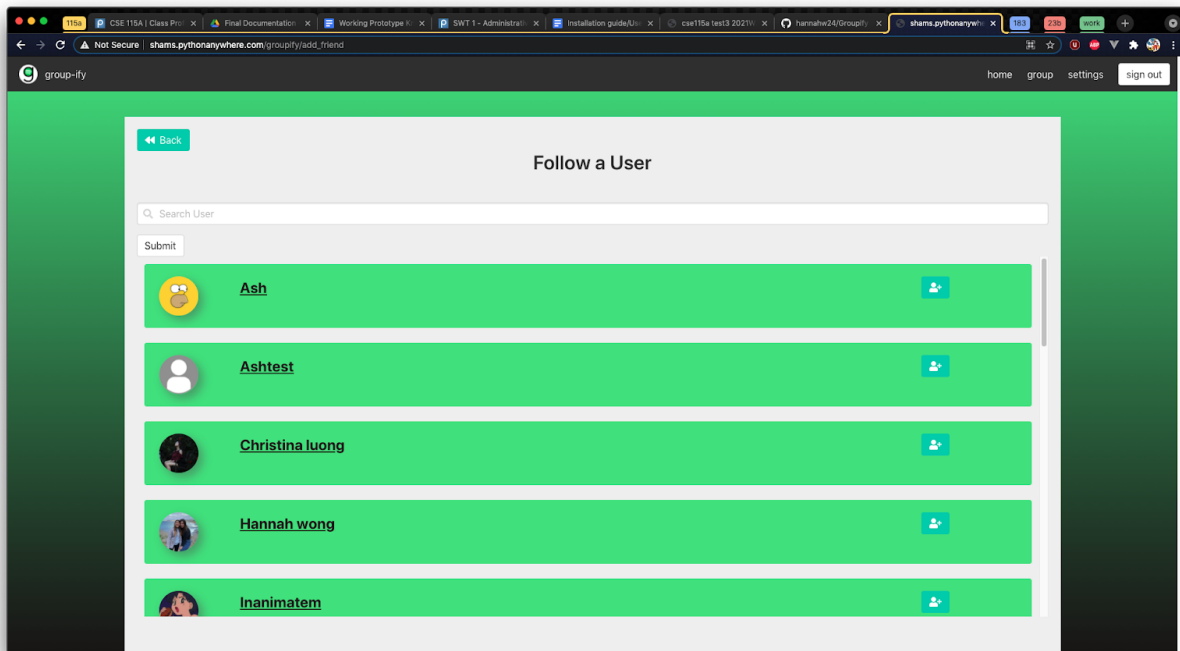 115a
CSE 115A | Class Pro
Final Documentation
Working Prototype K
SWT 1 - Administrativ
Installation guide/Us
cse115a test3 2021W
hannahw24/Groupify
shams.pythonanywhe
183
23b
work
Not Secure | shams.pythonanywhere.com/groupify/add_friend
group-ify
home
group
settings
sign out
Back
Follow a User
Search User
Submit
Ash
Ashtest
Christina luong
Hannah wong
Inanimatem